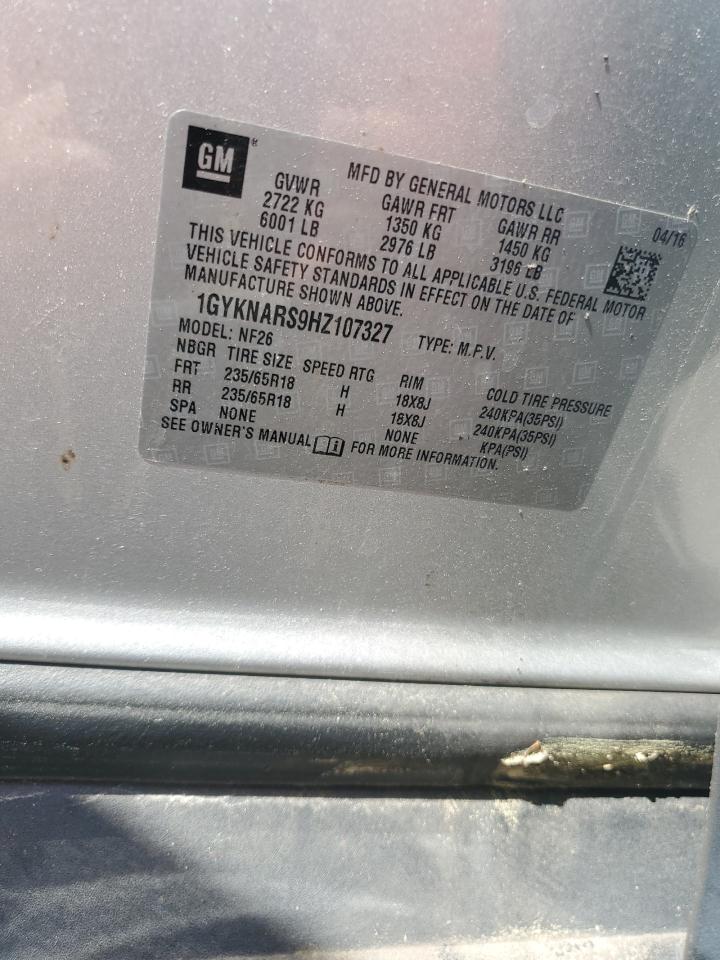 GM®
MFD BY GENERAL MOTORS LLC
04/16
GVWR GAWR FRT GAWR RR
2722 KG 1350 KG 1450 KG
6001 LB 2976 LB 3196 LB
THIS VEHICLE CONFORMS TO ALL APPLICABLE U.S. FEDERAL MOTOR
VEHICLE SAFETY STANDARDS IN EFFECT ON THE DATE OF
MANUFACTURE SHOWN ABOVE.
1GYKNARS9HZ107327 TYPE: M.P.V.
MODEL: NF26
NBGR TIRE SIZE SPEED RTG RIM COLD TIRE PRESSURE
FRT 235/65R18 H 18X8J 240KPA(35PSI)
RR 235/65R18 H 18X8J 240KPA(35PSI)
SPA NONE NONE KPA(PSI)
SEE OWNER'S MANUAL FOR MORE INFORMATION.